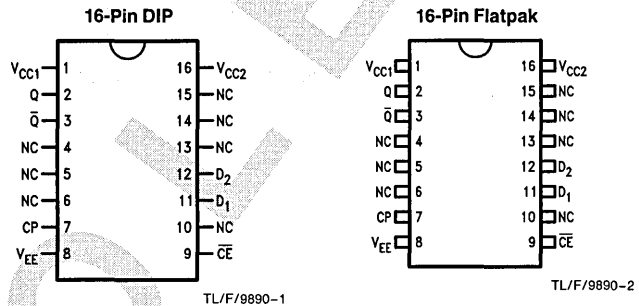 16-Pin DIP
V_CC1 1 16 V_CC2
Q 2 15 NC
Q̅ 3 14 NC
NC 4 13 NC
NC 5 12 D_2
NC 6 11 D_1
CP 7 10 NC
V_EE 8 9 C̅E̅
TL/F/9890-1
16-Pin Flatpak
V_CC1 1 16 V_CC2
Q 2 15 NC
Q̅ 3 14 NC
NC 4 13 NC
NC 5 12 D_2
NC 6 11 D_1
CP 7 10 NC
V_EE 8 9 C̅E̅
TL/F/9890-2